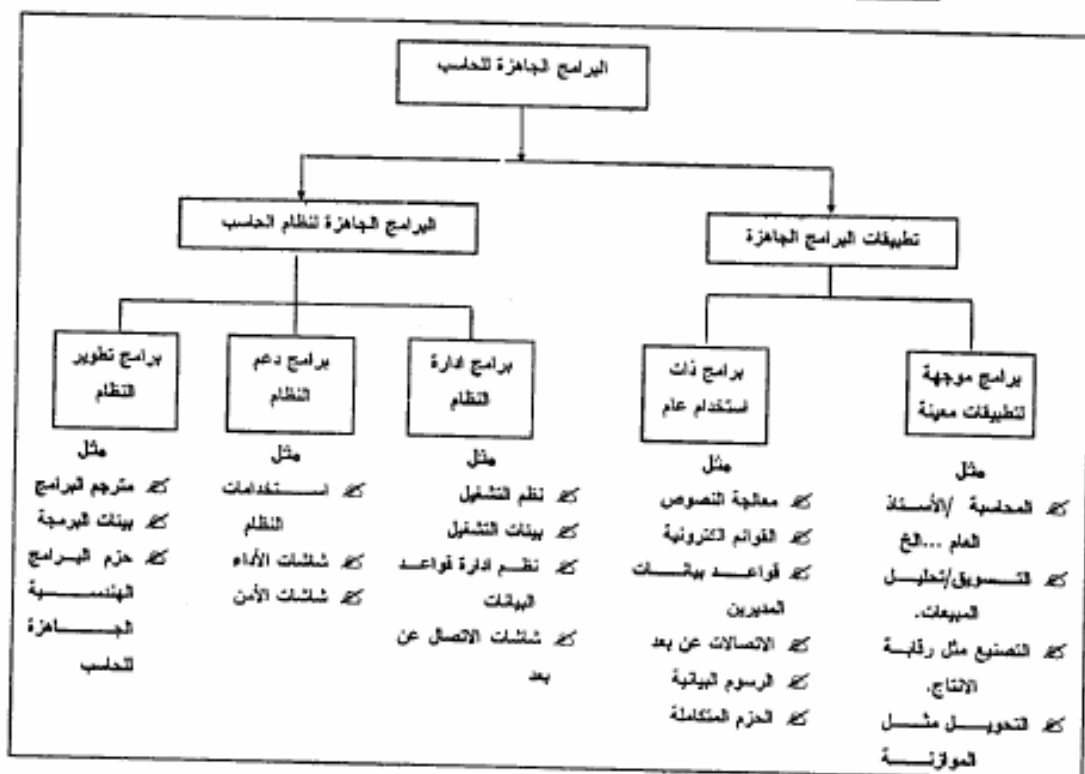 البرامج الجاهزة للحاسب
تطبيقات البرامج الجاهزة
البرامج الجاهزة لنظام الحاسب
برامج موجهة
لتطبيقات معينة
برامج ذات
استخدام عام
برامج ادارة
النظام
برامج دعم
النظام
برامج تطوير
النظام
مثل
المحاسبة /الأستاذ
العام ...الخ
التسويق/تحليل
المبيعات.
التصنيع مثل رقابة
الانتاج.
التحويل مثل
الموازنة
مثل
معالجة النصوص
القوائم الكترونية
قواعد بيانات
المديرين
الاتصالات عن بعد
الرسوم البيانية
الحزم المتكاملة
مثل
نظم التشغيل
بيئات التشغيل
نظم ادارة قواعد
البيانات
شاشات الاتصال عن
بعد
مثل
استخدامات
النظام
شاشات الأداء
شاشات الأمن
مثل
مترجم البرامج
بيئات البرمجة
حزم البرامج
الهندسية
الجاهزة
للحاسب